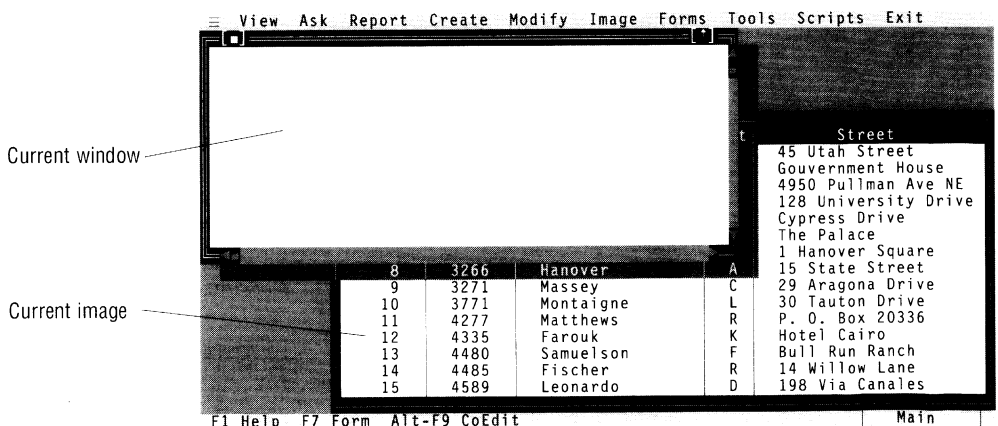 View Ask Report Create Modify Image Forms Tools Scripts Exit
Current window
t Street
45 Utah Street
Gouvernment House
4950 Pullman Ave NE
128 University Drive
Cypress Drive
The Palace
1 Hanover Square
8 3266 Hanover A 15 State Street
9 3271 Massey C 29 Aragona Drive
10 3771 Montaigne L 30 Tauton Drive
11 4277 Matthews R P. O. Box 20336
12 4335 Farouk K Hotel Cairo
13 4480 Samuelson F Bull Run Ranch
14 4485 Fischer R 14 Willow Lane
15 4589 Leonardo D 198 Via Canales
Current image
F1 Help F7 Form Alt-F9 CoEdit Main